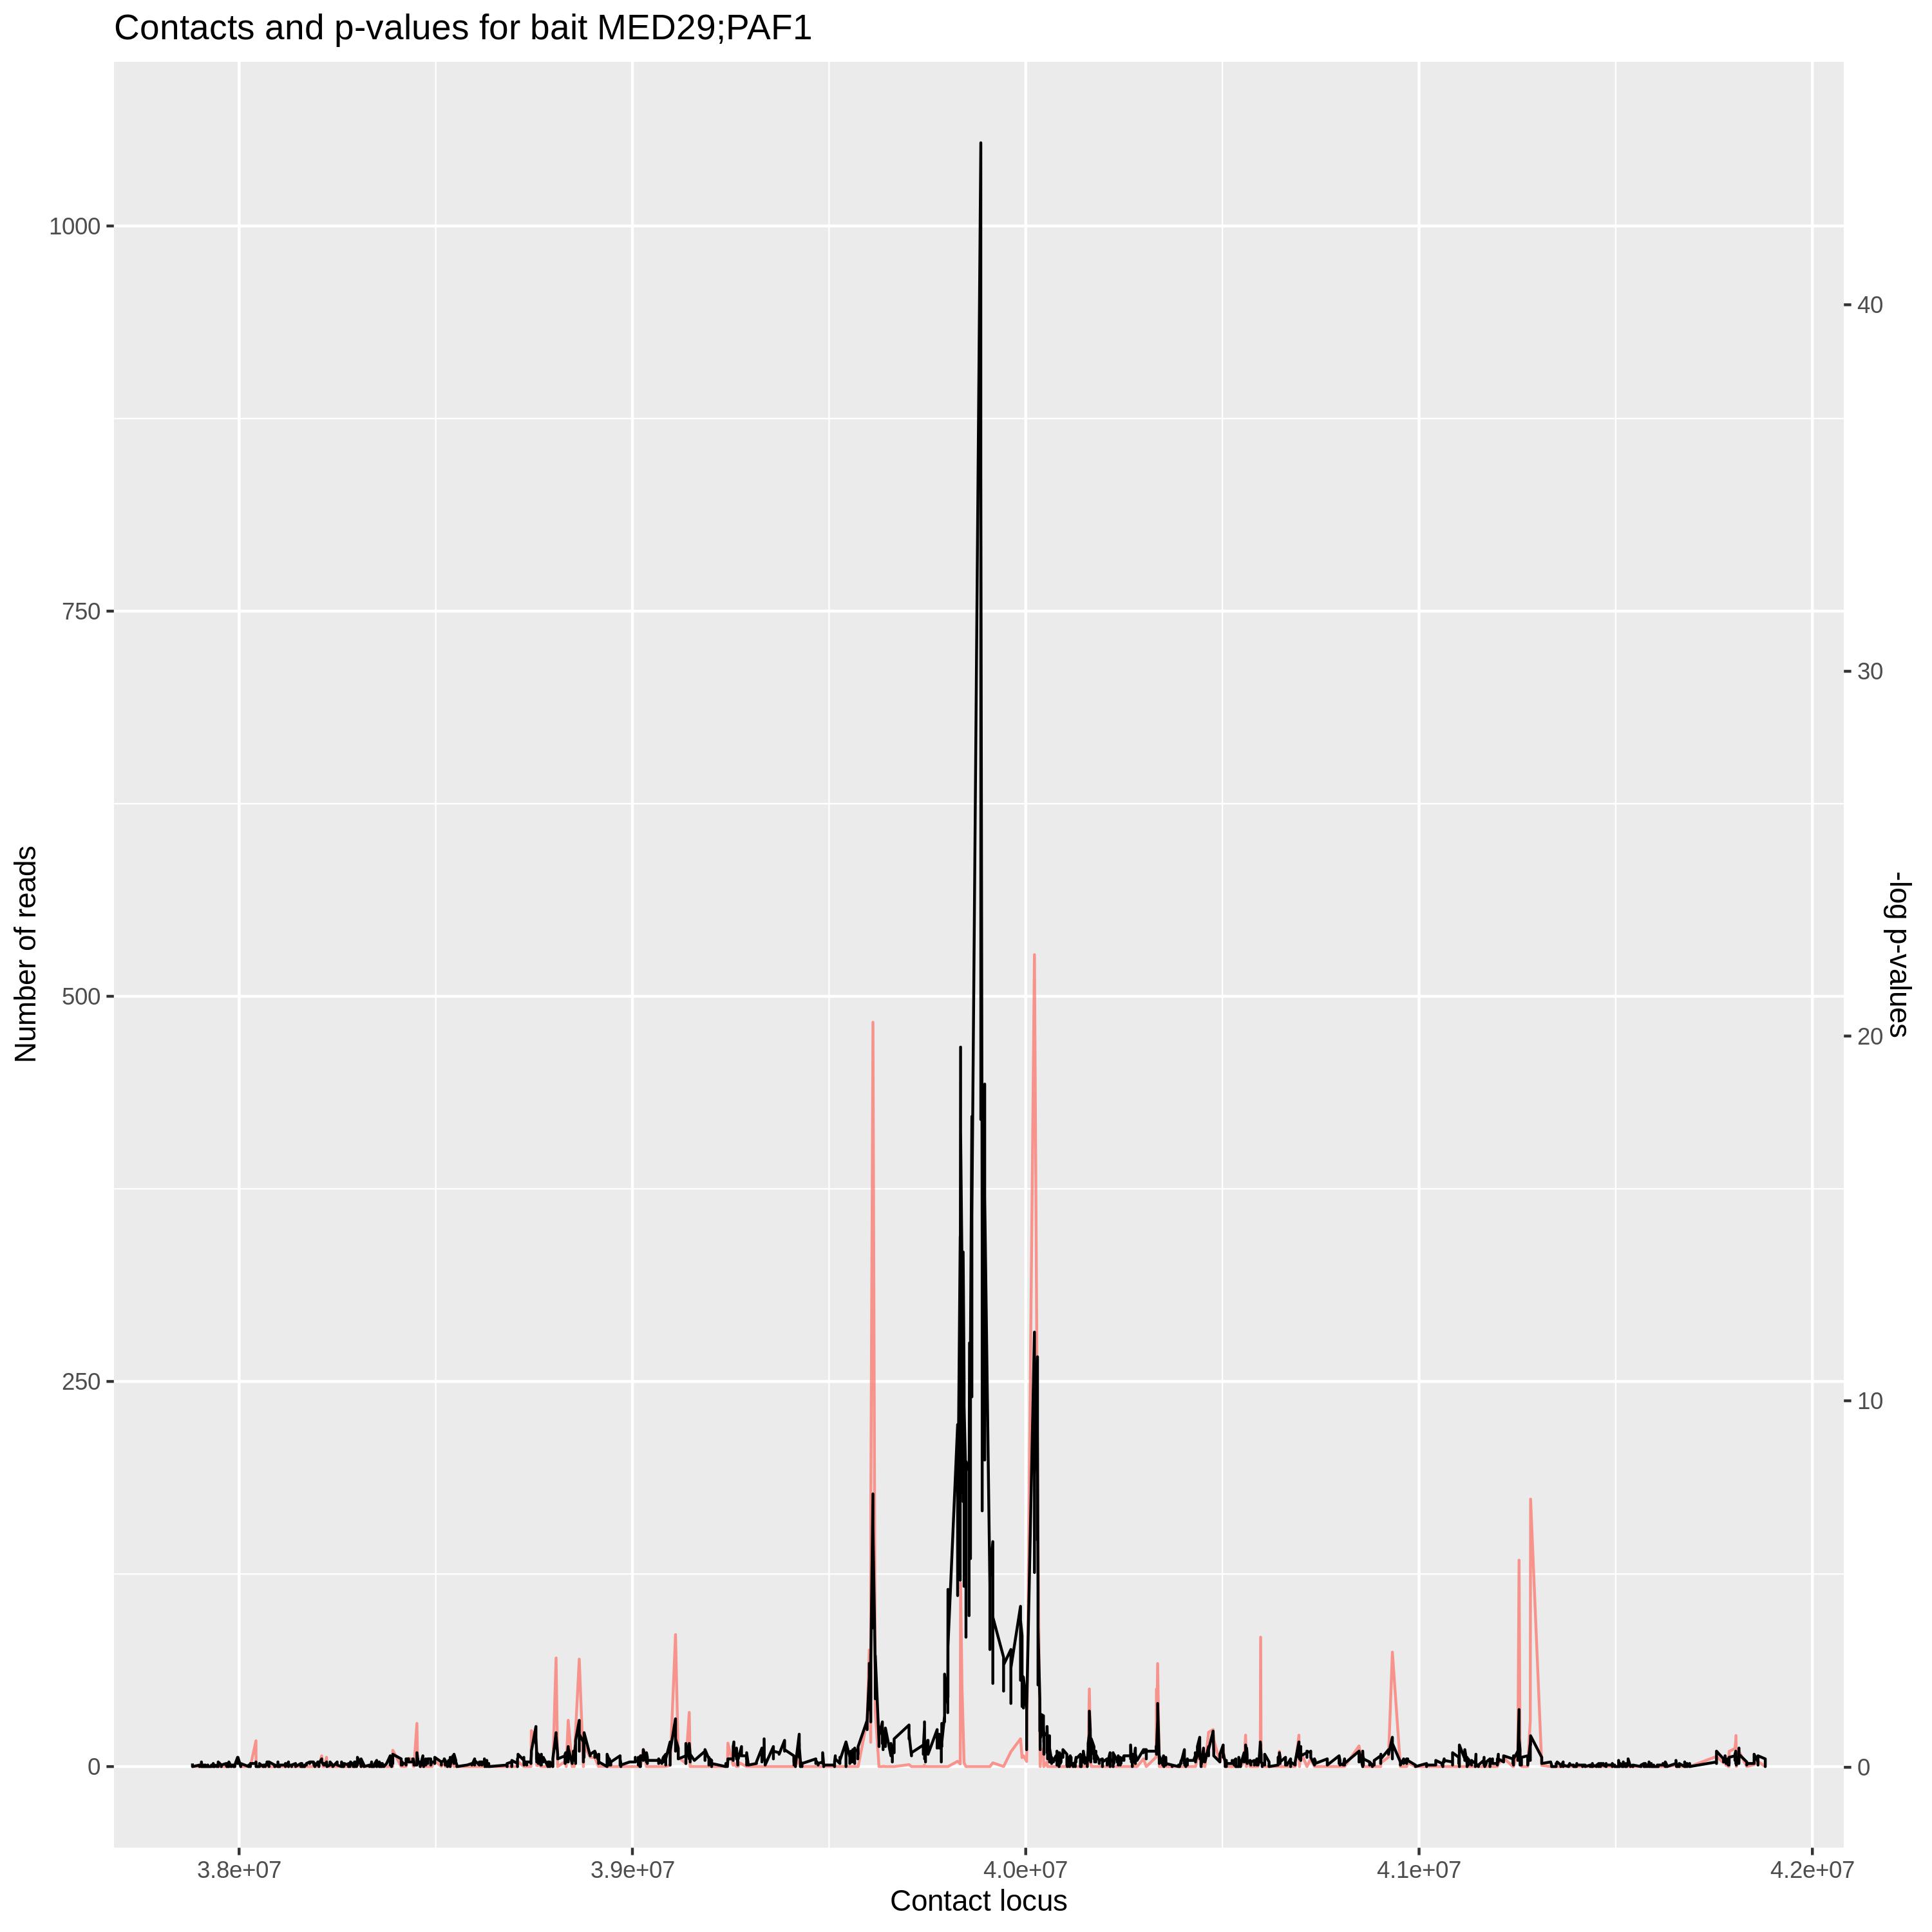 Contacts and p-values for bait MED29;PAF1
1000
750
500
250
0
Number of reads
40
30
20
10
0
-log p-values
3.8e+07
3.9e+07
4.0e+07
4.1e+07
4.2e+07
Contact locus